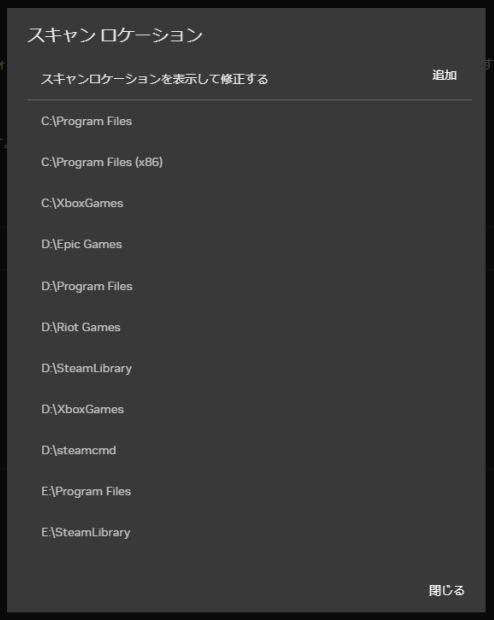 スキャン ロケーション
スキャンロケーションを表示して修正する 追加
C:\Program Files
C:\Program Files (x86)
C:\XboxGames
D:\Epic Games
D:\Program Files
D:\Riot Games
D:\SteamLibrary
D:\XboxGames
D:\steamcmd
E:\Program Files
E:\SteamLibrary
閉じる